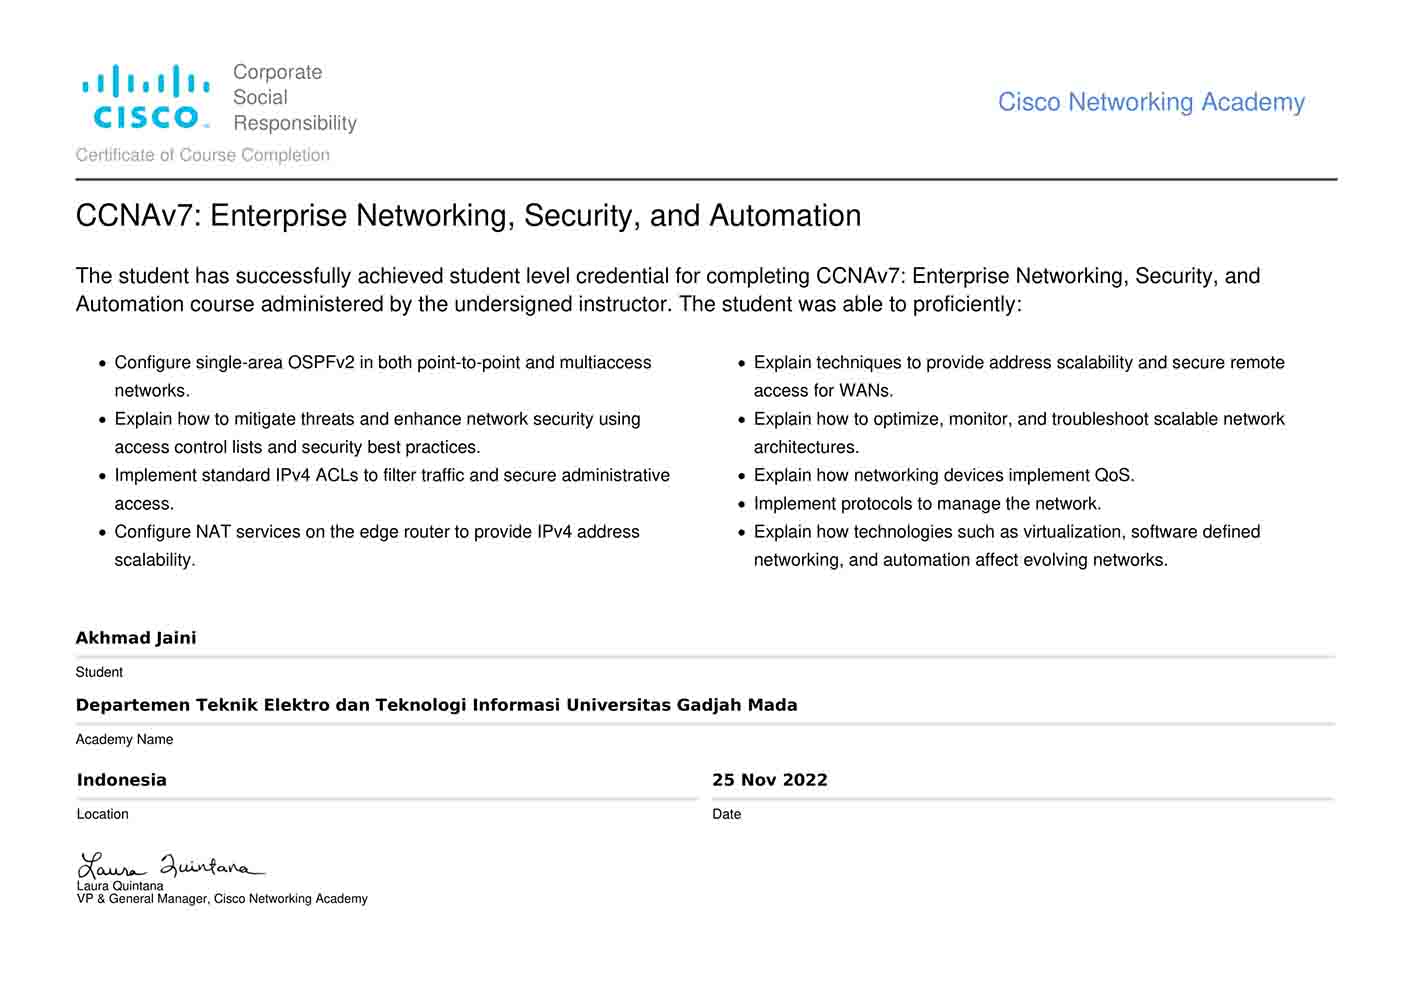 CISCO
Corporate
Social
Responsibility
Cisco Networking Academy
Certificate of Course Completion
CCNAv7: Enterprise Networking, Security, and Automation
The student has successfully achieved student level credential for completing CCNAv7: Enterprise Networking, Security, and
Automation course administered by the undersigned instructor. The student was able to proficiently:
• Configure single-area OSPFv2 in both point-to-point and multiaccess
networks.
• Explain how to mitigate threats and enhance network security using
access control lists and security best practices.
• Implement standard IPv4 ACLs to filter traffic and secure administrative
access.
• Configure NAT services on the edge router to provide IPv4 address
scalability.
• Explain techniques to provide address scalability and secure remote
access for WANs.
• Explain how to optimize, monitor, and troubleshoot scalable network
architectures.
• Explain how networking devices implement QoS.
• Implement protocols to manage the network.
• Explain how technologies such as virtualization, software defined
networking, and automation affect evolving networks.
Akhmad Jaini
Student
Departemen Teknik Elektro dan Teknologi Informasi Universitas Gadjah Mada
Academy Name
Indonesia
Location
25 Nov 2022
Date
Laura Quintana
Laura Quintana
VP & General Manager, Cisco Networking Academy